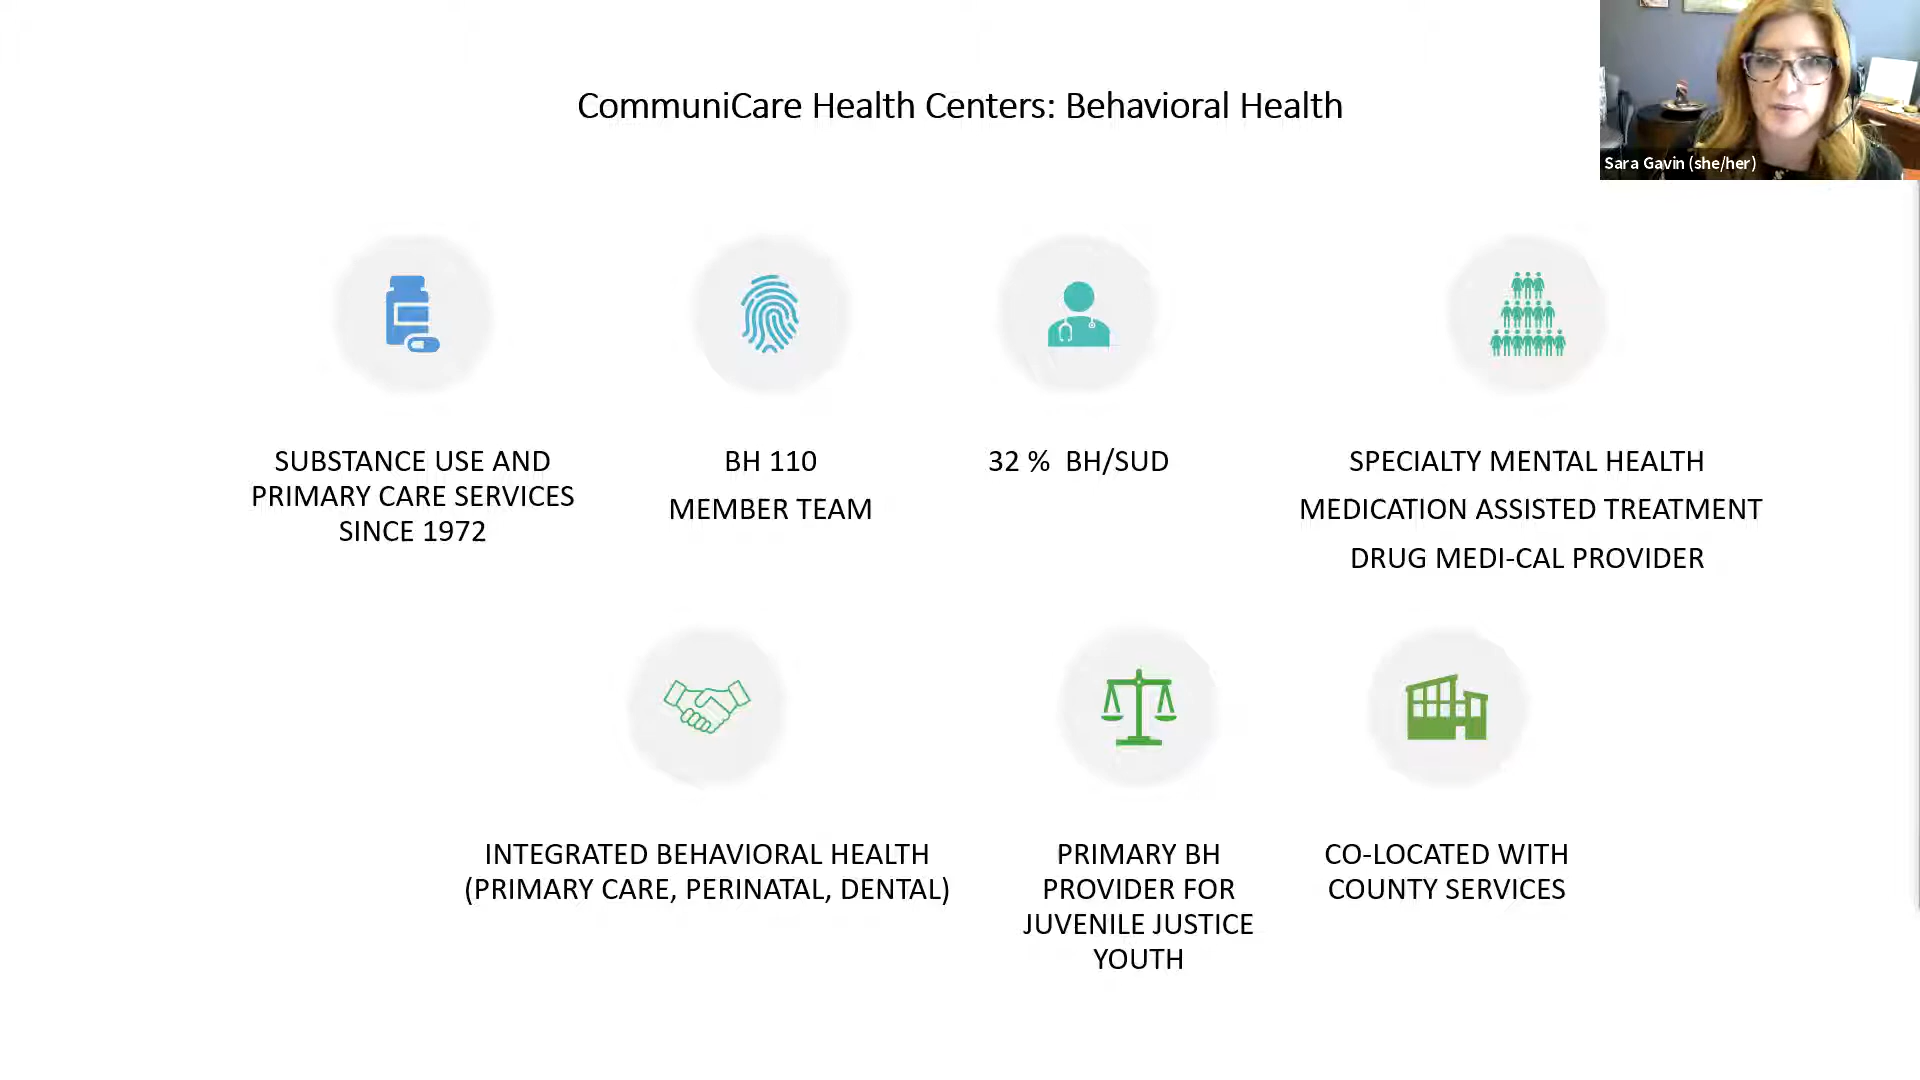 CommuniCare Health Centers: Behavioral Health
Sara Gavin (she/her)
SUBSTANCE USE AND
PRIMARY CARE SERVICES
SINCE 1972
BH 110
MEMBER TEAM
32 % BH/SUD
SPECIALTY MENTAL HEALTH
MEDICATION ASSISTED TREATMENT
DRUG MEDI-CAL PROVIDER
INTEGRATED BEHAVIORAL HEALTH
(PRIMARY CARE, PERINATAL, DENTAL)
PRIMARY BH
PROVIDER FOR
JUVENILE JUSTICE
YOUTH
CO-LOCATED WITH
COUNTY SERVICES